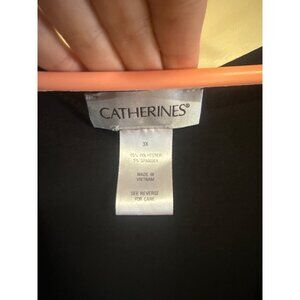 CATHERINES®
3X
95% POLYESTER
5% SPANDEX
MADE IN
VIETNAM
SEE REVERSE
FOR CARE